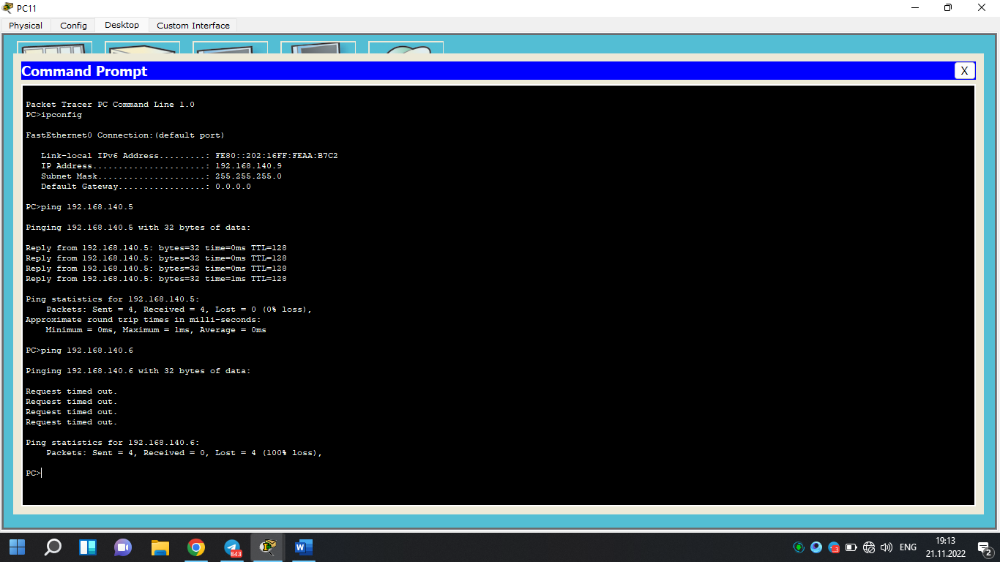 PC11
Physical Config Desktop Custom Interface
Command Prompt
X
Packet Tracer PC Command Line 1.0
PC>ipconfig
FastEthernet0 Connection:(default port)
Link-local IPv6 Address.........: FE80::202:16FF:FEAA:B7C2
IP Address......................: 192.168.140.9
Subnet Mask.....................: 255.255.255.0
Default Gateway.................: 0.0.0.0
PC>ping 192.168.140.5
Pinging 192.168.140.5 with 32 bytes of data:
Reply from 192.168.140.5: bytes=32 time=0ms TTL=128
Reply from 192.168.140.5: bytes=32 time=0ms TTL=128
Reply from 192.168.140.5: bytes=32 time=0ms TTL=128
Reply from 192.168.140.5: bytes=32 time=1ms TTL=128
Ping statistics for 192.168.140.5:
Packets: Sent = 4, Received = 4, Lost = 0 (0% loss),
Approximate round trip times in milli-seconds:
Minimum = 0ms, Maximum = 1ms, Average = 0ms
PC>ping 192.168.140.6
Pinging 192.168.140.6 with 32 bytes of data:
Request timed out.
Request timed out.
Request timed out.
Request timed out.
Ping statistics for 192.168.140.6:
Packets: Sent = 4, Received = 0, Lost = 4 (100% loss),
PC>
843
W
ENG
19:13
21.11.2022
2